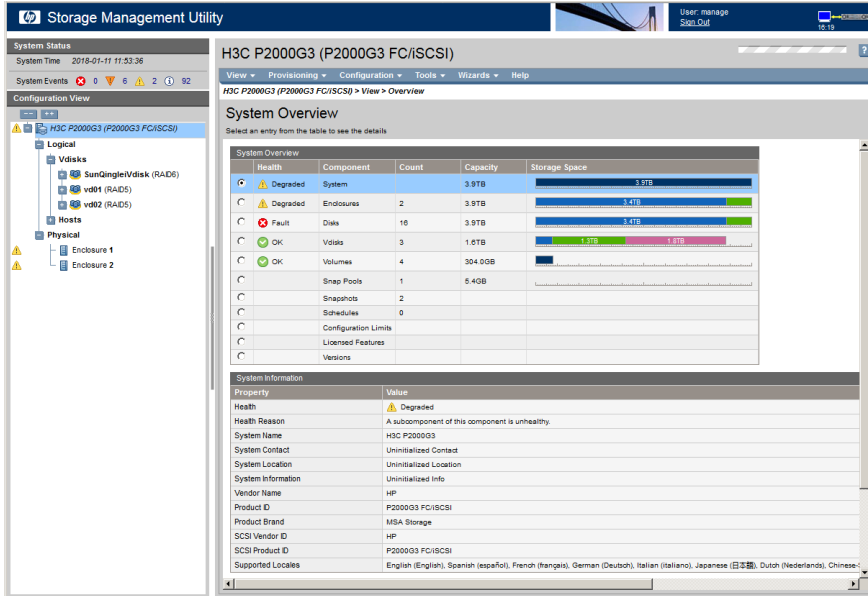 hp Storage Management Utility
User: manage
Sign Out
16:19
System Status
System Time 2018-01-11 11:53:36
System Events 0 6 2 92
Configuration View
H3C P2000G3 (P2000G3 FC/iSCSI)
Logical
Vdisks
SunQingleiVdisk (RAID6)
vd01 (RAID5)
vd02 (RAID5)
Hosts
Physical
Enclosure 1
Enclosure 2
H3C P2000G3 (P2000G3 FC/iSCSI)
View Provisioning Configuration Tools Wizards Help
H3C P2000G3 (P2000G3 FC/iSCSI) > View > Overview
System Overview
Select an entry from the table to see the details
System Overview
Health Component Count Capacity Storage Space
Degraded System 3.9TB 3.9TB
Degraded Enclosures 2 3.9TB 3.4TB
Fault Disks 16 3.9TB 3.4TB
OK Vdisks 3 1.6TB 1.3TB 1.8TB
OK Volumes 4 304.0GB
Snap Pools 1 5.4GB
Snapshots 2
Schedules 0
Configuration Limits
Licensed Features
Versions
System Information
Property Value
Health Degraded
Health Reason A subcomponent of this component is unhealthy.
System Name H3C P2000G3
System Contact Uninitialized Contact
System Location Uninitialized Location
System Information Uninitialized Info
Vendor Name HP
Product ID P2000G3 FC/iSCSI
Product Brand MSA Storage
SCSI Vendor ID HP
SCSI Product ID P2000G3 FC/iSCSI
Supported Locales English (English), Spanish (español), French (français), German (Deutsch), Italian (italiano), Japanese (日本語), Dutch (Nederlands), Chinese-